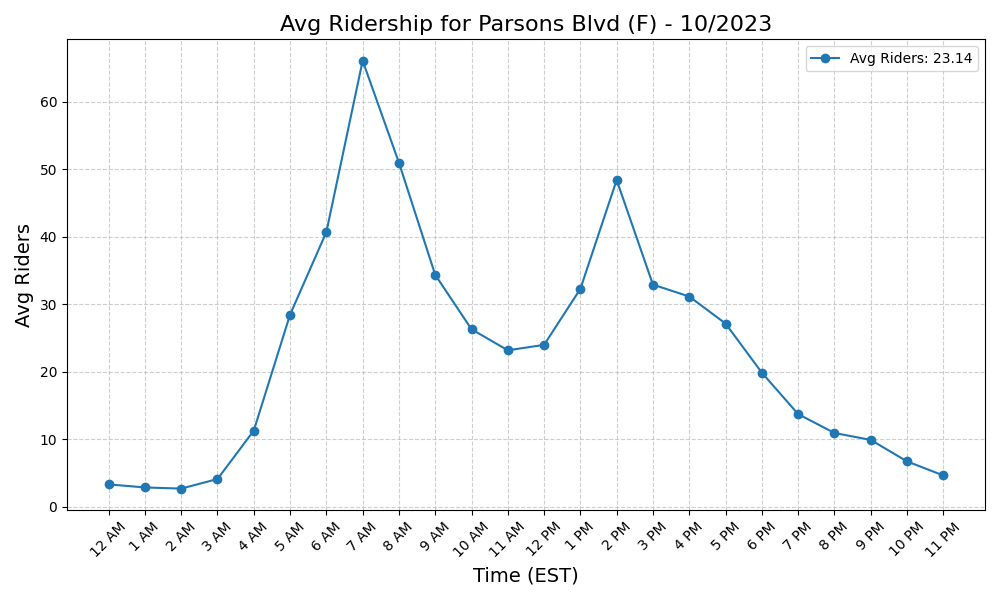 Avg Ridership for Parsons Blvd (F) - 10/2023
Avg Riders: 23.14
Avg Riders
60
50
40
30
20
10
0
12 AM
1 AM
2 AM
3 AM
4 AM
5 AM
6 AM
7 AM
8 AM
9 AM
10 AM
11 AM
12 PM
1 PM
2 PM
3 PM
4 PM
5 PM
6 PM
7 PM
8 PM
9 PM
10 PM
11 PM
Time (EST)